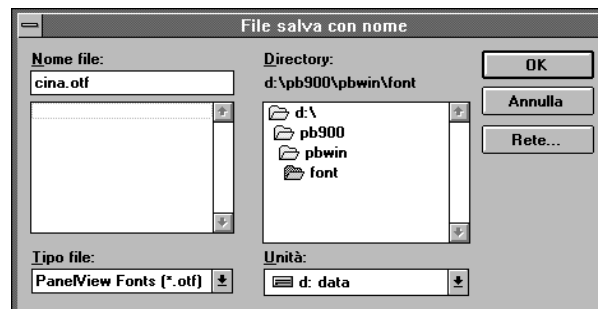 File salva con nome
Nome file:
cina.otf
Directory:
d:\pb900\pbwin\font
d:\
pb900
pbwin
font
OK
Annulla
Rete...
Tipo file:
PanelView Fonts (*.otf)
Unità:
d: data